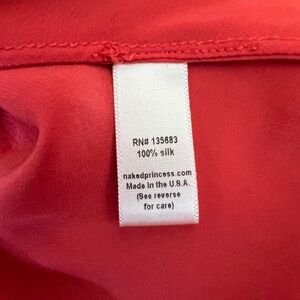 RN# 135683
100% silk
nakedprincess.com
Made in the U.S.A.
(See reverse
for care)